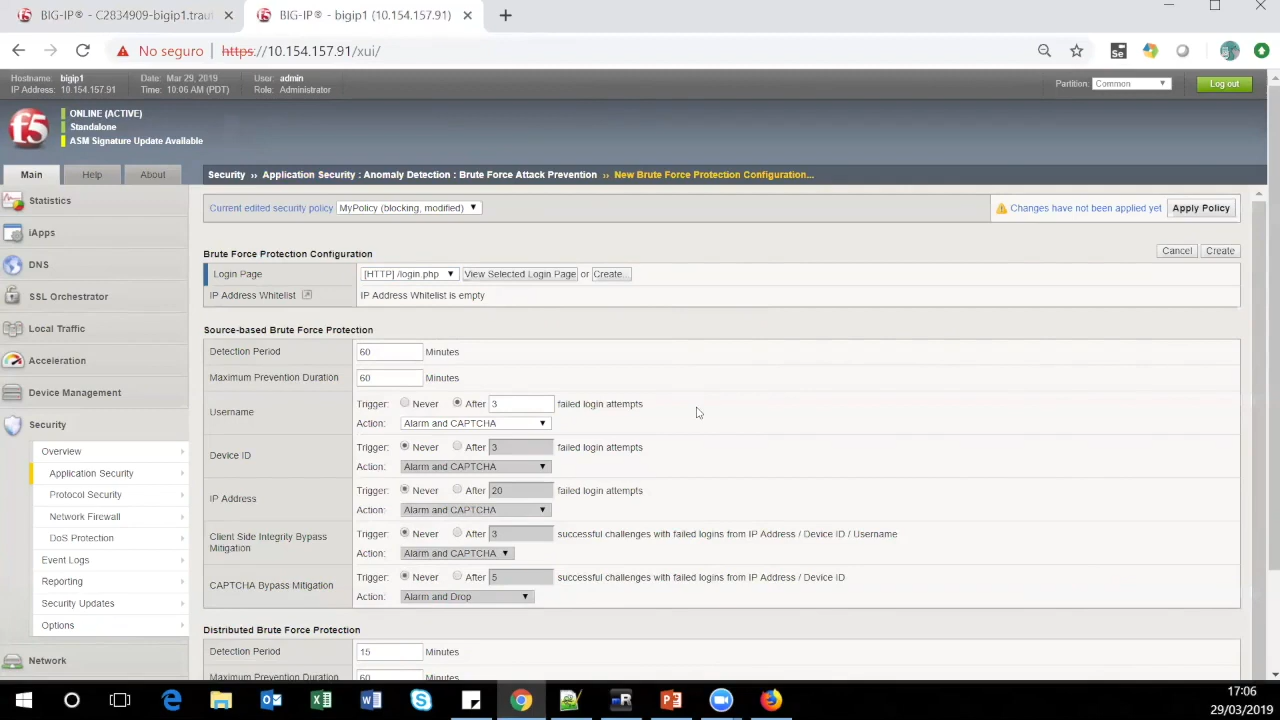 BIG-IP® - C2834909-bigip1.traut
BIG-IP® - bigip1 (10.154.157.91)
No seguro
https://10.154.157.91/xui/
Hostname: bigip1 Date: Mar 29, 2019 User: admin
IP Address: 10.154.157.91 Time: 10:06 AM (PDT) Role: Administrator
Partition: Common
Log out
f5
ONLINE (ACTIVE)
Standalone
ASM Signature Update Available
Main Help About
Security ›› Application Security : Anomaly Detection : Brute Force Attack Prevention ›› New Brute Force Protection Configuration...
Statistics
iApps
DNS
SSL Orchestrator
Local Traffic
Acceleration
Device Management
Security
Overview
Application Security
Protocol Security
Network Firewall
DoS Protection
Event Logs
Reporting
Security Updates
Options
Network
Current edited security policy MyPolicy (blocking, modified)
Changes have not been applied yet Apply Policy
Brute Force Protection Configuration
Cancel Create
Login Page [HTTP] /login.php View Selected Login Page or Create...
IP Address Whitelist IP Address Whitelist is empty
Source-based Brute Force Protection
Detection Period 60 Minutes
Maximum Prevention Duration 60 Minutes
Username
Trigger: Never After 3 failed login attempts
Action: Alarm and CAPTCHA
Device ID
Trigger: Never After 3 failed login attempts
Action: Alarm and CAPTCHA
IP Address
Trigger: Never After 20 failed login attempts
Action: Alarm and CAPTCHA
Client Side Integrity Bypass
Mitigation
Trigger: Never After 3 successful challenges with failed logins from IP Address / Device ID / Username
Action: Alarm and CAPTCHA
CAPTCHA Bypass Mitigation
Trigger: Never After 5 successful challenges with failed logins from IP Address / Device ID
Action: Alarm and Drop
Distributed Brute Force Protection
Detection Period 15 Minutes
Maximum Prevention Duration 60 Minutes
17:06
29/03/2019